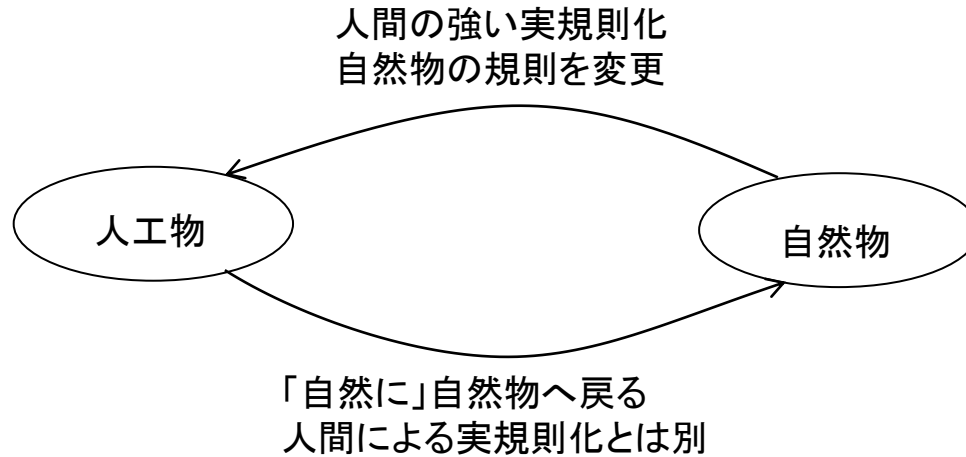 人間の強い実規則化
自然物の規則を変更
人工物
自然物
「自然に」自然物へ戻る
人間による実規則化とは別